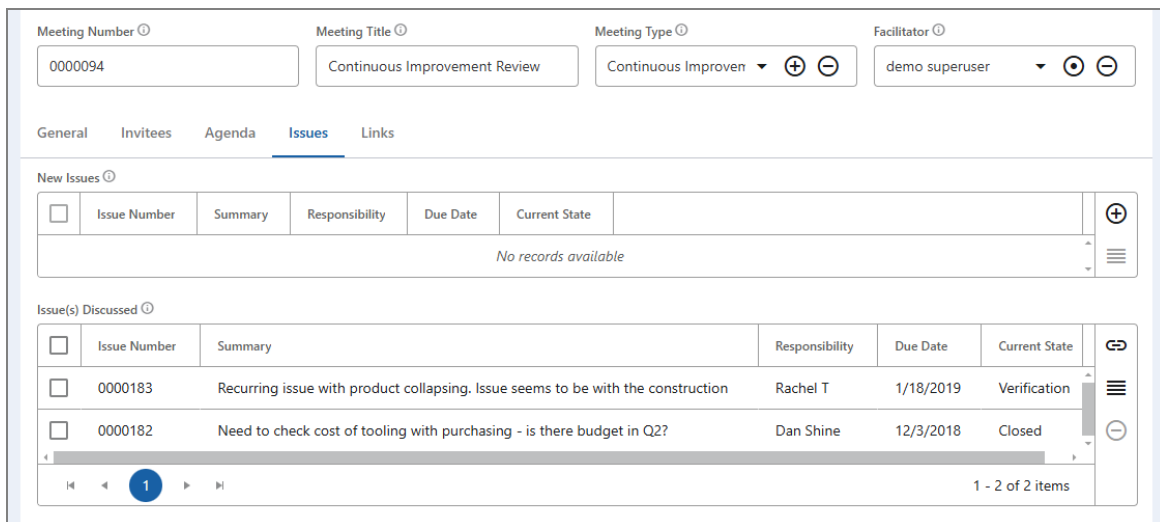 Meeting Number Meeting Title Meeting Type Facilitator
0000094 Continuous Improvement Review Continuous Improven demo superuser
General Invitees Agenda Issues Links
New Issues
Issue Number Summary Responsibility Due Date Current State
No records available
Issue(s) Discussed
Issue Number Summary Responsibility Due Date Current State
0000183 Recurring issue with product collapsing. Issue seems to be with the construction Rachel T 1/18/2019 Verification
0000182 Need to check cost of tooling with purchasing - is there budget in Q2? Dan Shine 12/3/2018 Closed
1 1 - 2 of 2 items